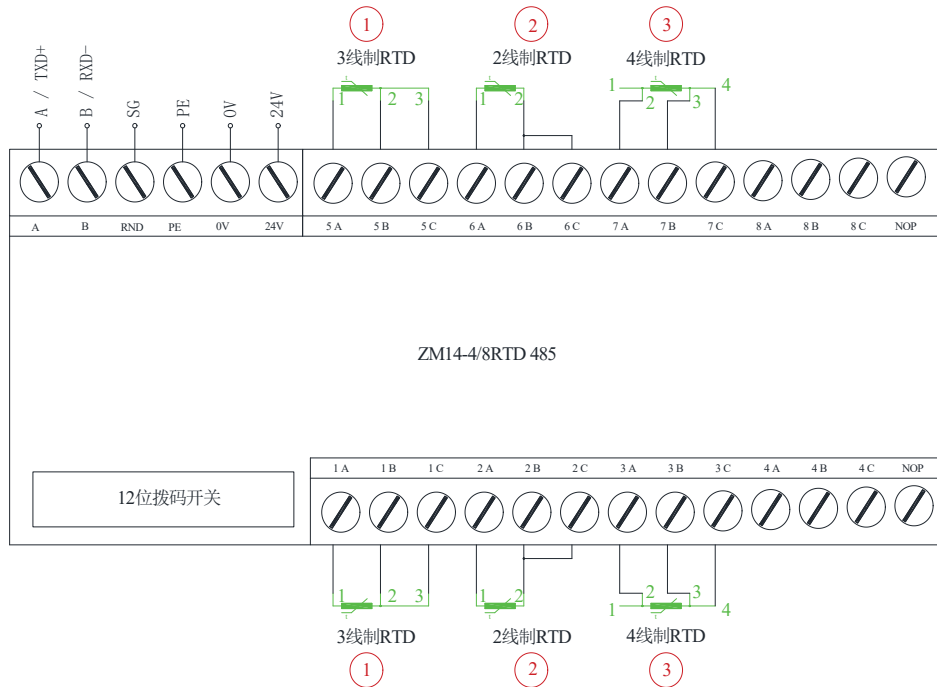 ① ② ③
3线制RTD 2线制RTD 4线制RTD
1 2 3 1 2 1 2 3 4
A / TXD+ B / RXD- SG PE 0V 24V
A B RND PE 0V 24V 5 A 5 B 5 C 6 A 6 B 6 C 7 A 7 B 7 C 8 A 8 B 8 C NOP
ZM14-4/8RTD 485
1 A 1 B 1 C 2 A 2 B 2 C 3 A 3 B 3 C 4 A 4 B 4 C NOP
12位拨码开关
1 2 3 1 2 1 2 3 4
3线制RTD 2线制RTD 4线制RTD
① ② ③